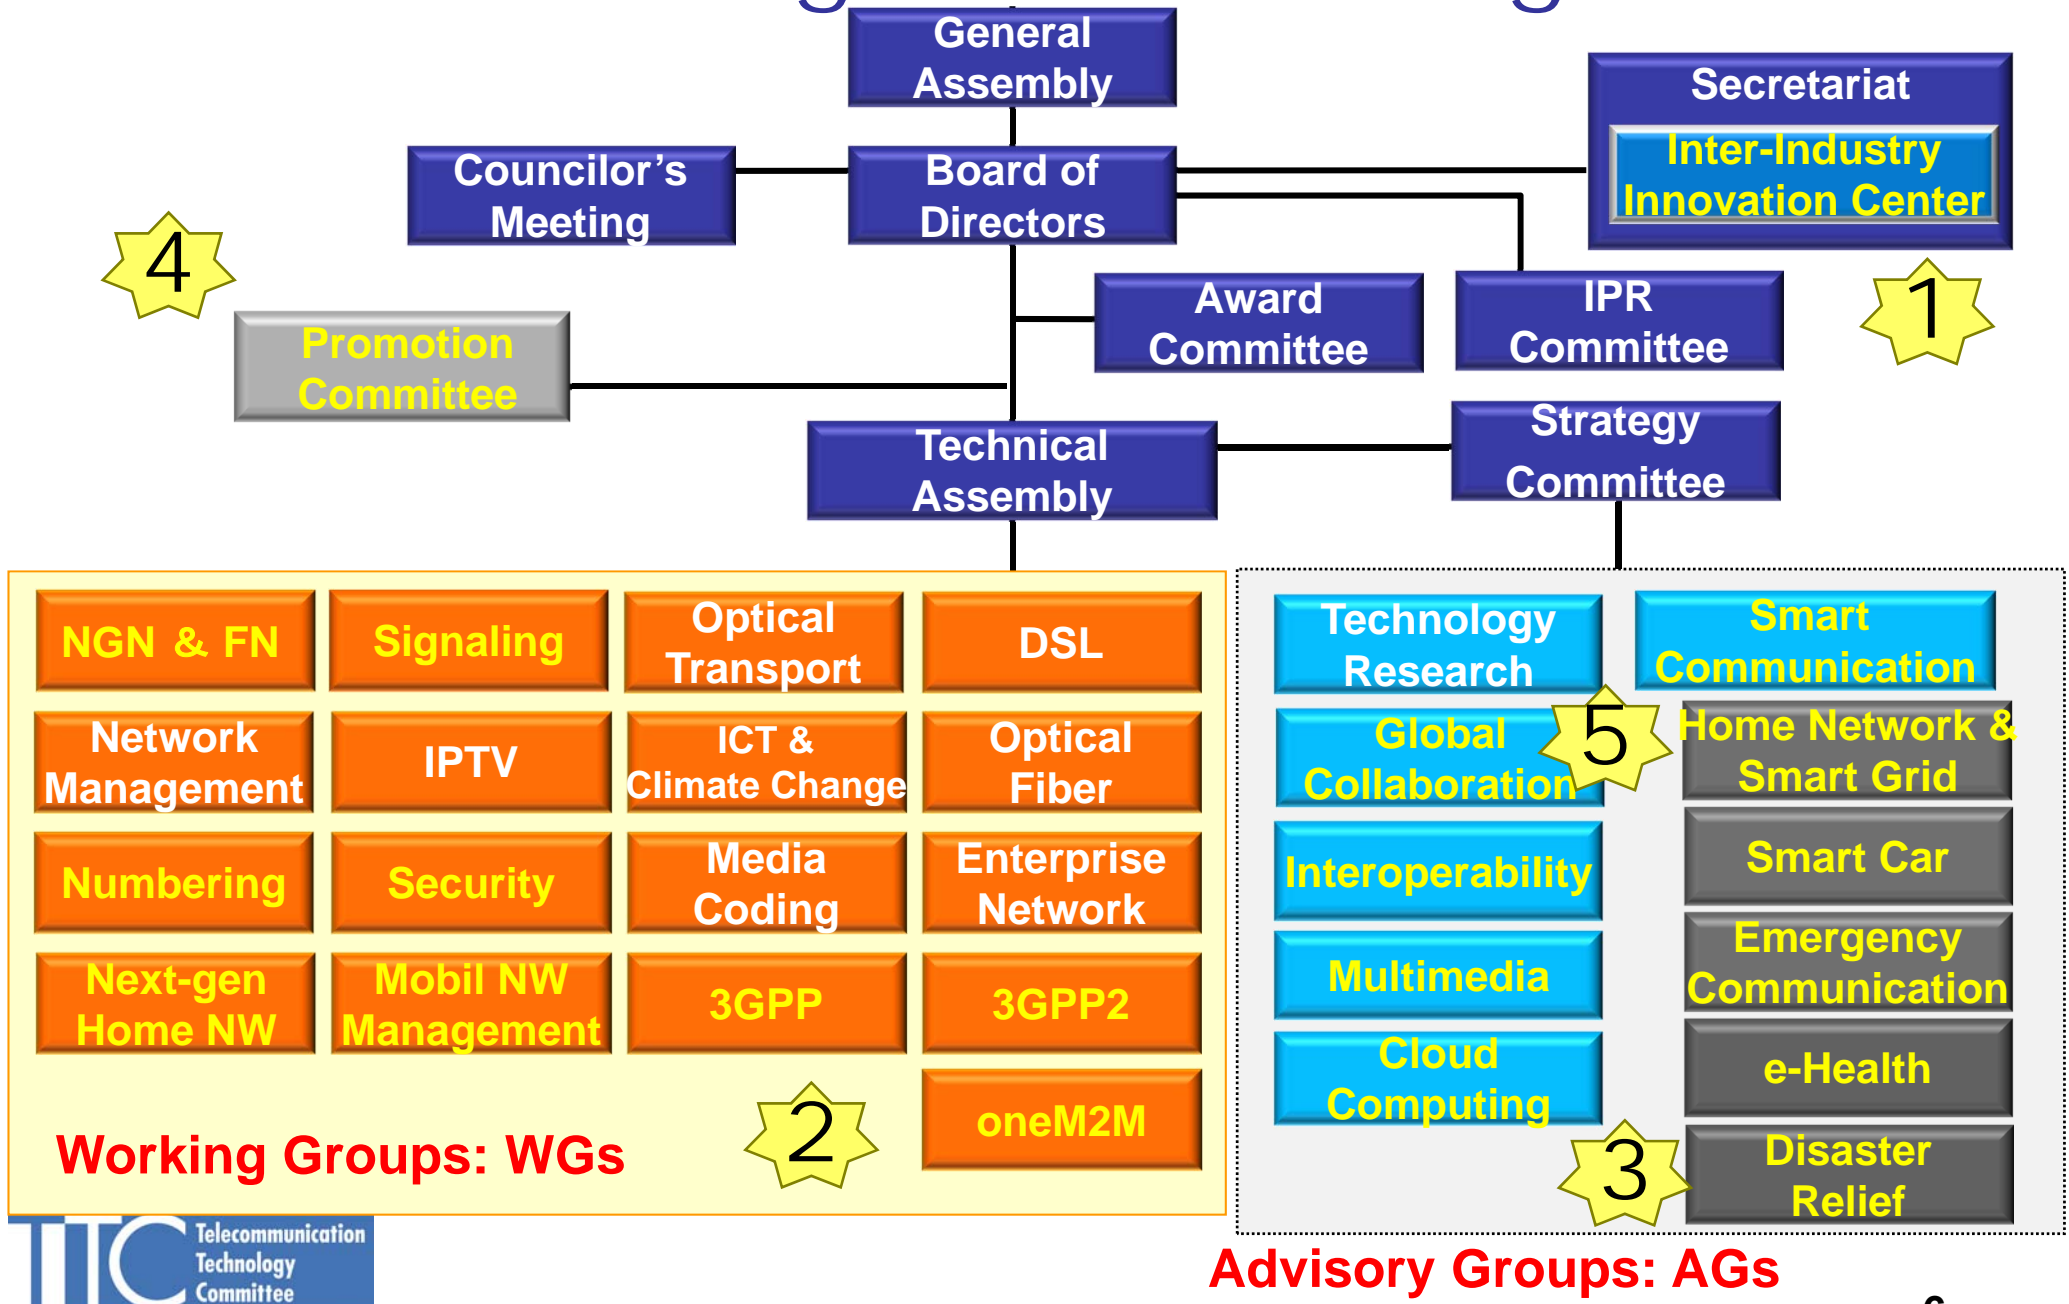 General
Assembly
Secretariat
Inter-Industry
Innovation Center
Councilor's
Meeting
Board of
Directors
4
1
Award
Committee
IPR
Committee
Promotion
Committee
Technical
Assembly
Strategy
Committee
NGN & FN
Signaling
Optical
Transport
DSL
Network
Management
IPTV
ICT &
Climate Change
Optical
Fiber
Numbering
Security
Media
Coding
Enterprise
Network
Next-gen
Home NW
Mobil NW
Management
3GPP
3GPP2
oneM2M
Working Groups: WGs
2
Technology
Research
Smart
Communication
Global
Collaboration
5
Home Network &
Smart Grid
Interoperability
Smart Car
Multimedia
Emergency
Communication
Cloud
Computing
e-Health
3
Disaster
Relief
Advisory Groups: AGs
TTC
Telecommunication
Technology
Committee